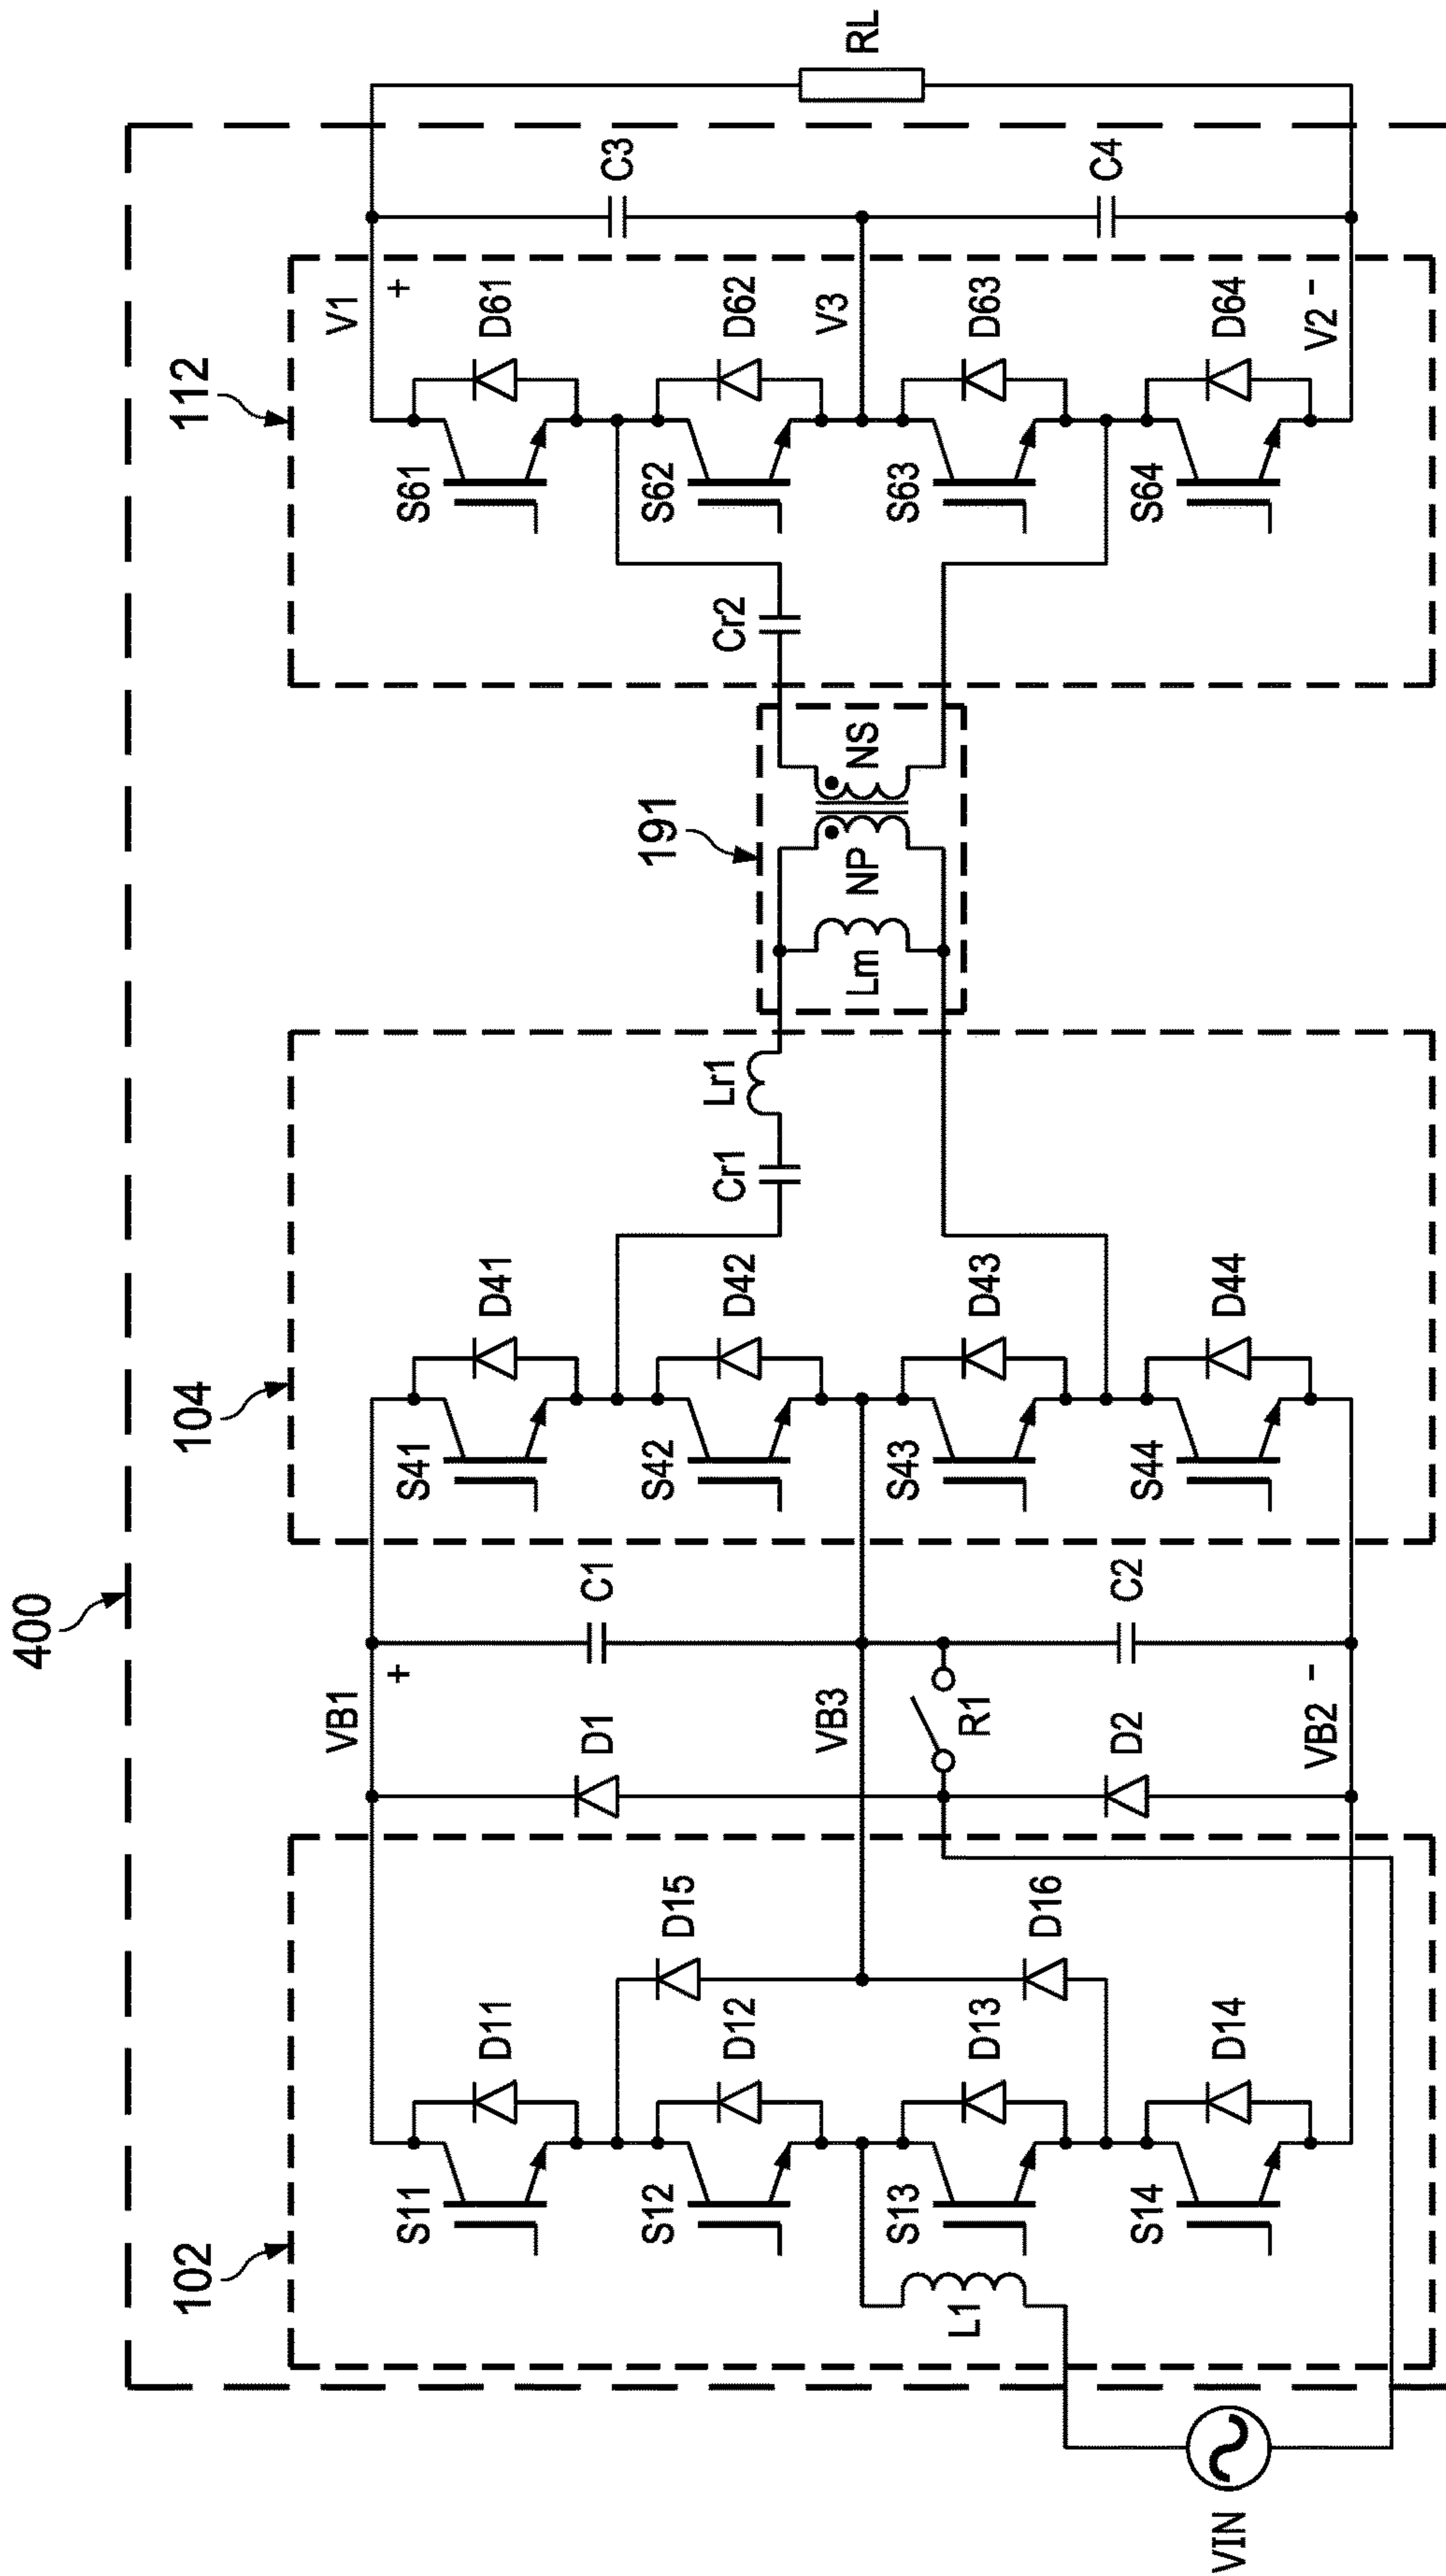 400
102
104
112
191
VB1
+
VB3
VB2
-
V1
+
V3
V2
-
S11
D11
S12
D12
S13
D13
S14
D14
D15
D16
L1
VIN
D1
D2
R1
C1
C2
S41
D41
S42
D42
S43
D43
S44
D44
Cr1
Lr1
Lm
NP
NS
Cr2
S61
D61
S62
D62
S63
D63
S64
D64
C3
C4
RL